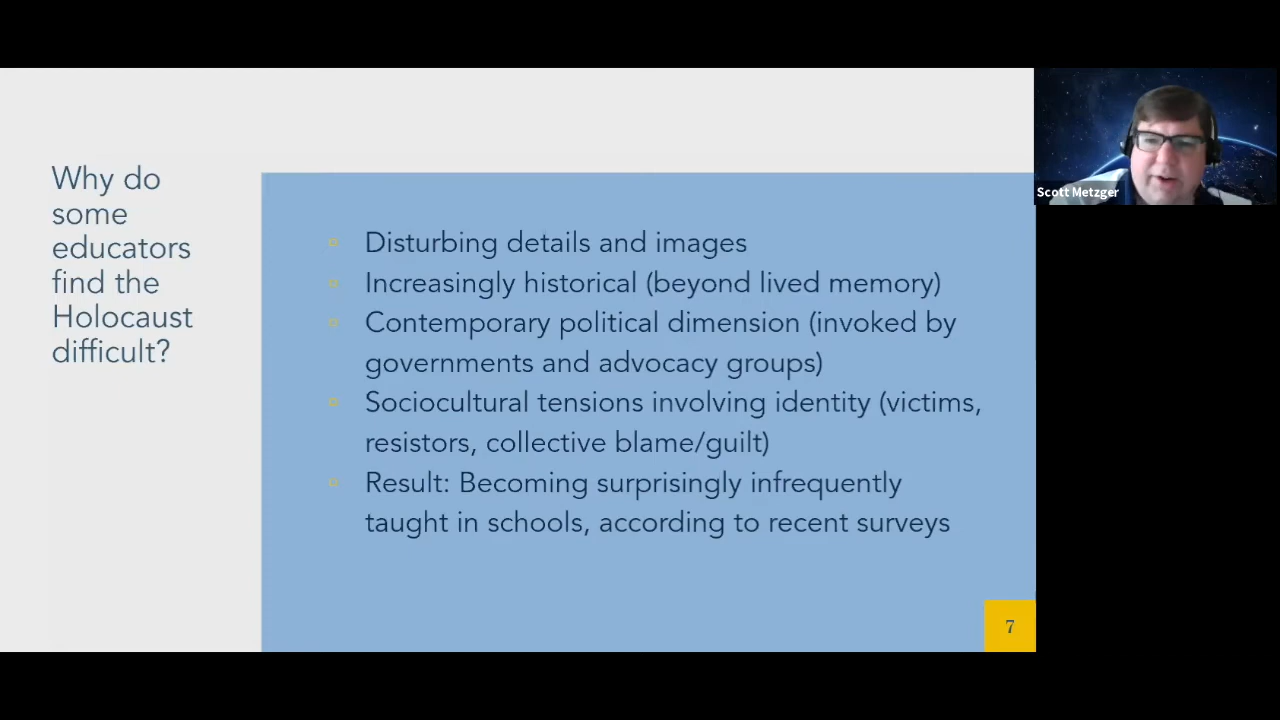 Why do
some
educators
find the
Holocaust
difficult?
Disturbing details and images
Increasingly historical (beyond lived memory)
Contemporary political dimension (invoked by
governments and advocacy groups)
Sociocultural tensions involving identity (victims,
resistors, collective blame/guilt)
Result: Becoming surprisingly infrequently
taught in schools, according to recent surveys
7
Scott Metzger